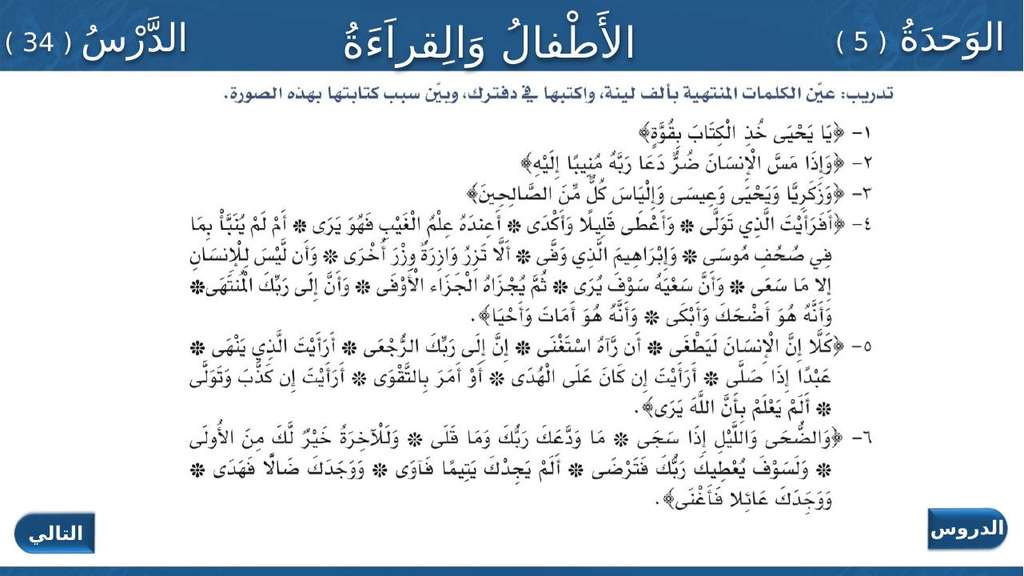 الوَحدَةُ ( 5 )
الأَطْفالُ وَالِقراَءَةُ
الدَّرْسُ ( 34 )
تدريب: عيّن الكلمات المنتهية بألف لينة، واكتبها في دفترك، وبيّن سبب كتابتها بهذه الصورة.
١- ﴿يَا يَحْيَى خُذِ الْكِتَابَ بِقُوَّةٍ﴾
٢- ﴿وَإِذَا مَسَّ الْإِنسَانَ ضُرٌّ دَعَا رَبَّهُ مُنِيبًا إِلَيْهِ﴾
٣- ﴿وَزَكَرِيَّا وَيَحْيَى وَعِيسَى وَإِلْيَاسَ كُلٌّ مِّنَ الصَّالِحِينَ﴾
٤- ﴿أَفَرَأَيْتَ الَّذِي تَوَلَّى * وَأَعْطَى قَلِيلًا وَأَكْدَى * أَعِندَهُ عِلْمُ الْغَيْبِ فَهُوَ يَرَى * أَمْ لَمْ يُنَبَّأْ بِمَا
فِي صُحُفِ مُوسَى * وَإِبْرَاهِيمَ الَّذِي وَفَّى * أَلَّا تَزِرُ وَازِرَةٌ وِزْرَ أُخْرَى * وَأَن لَّيْسَ لِلْإِنسَانِ
إِلا مَا سَعَى * وَأَنَّ سَعْيَهُ سَوْفَ يُرَى * ثُمَّ يُجْزَاهُ الْجَزَاء الْأَوْفَى * وَأَنَّ إِلَى رَبِّكَ الْمُنْتَهَى*
وَأَنَّهُ هُوَ أَضْحَكَ وَأَبْكَى * وَأَنَّهُ هُوَ أَمَاتَ وَأَحْيَا﴾.
٥- ﴿كَلَّا إِنَّ الْإِنسَانَ لَيَطْغَى * أَن رَّآهُ اسْتَغْنَى * إِنَّ إِلَى رَبِّكَ الرُّجْعَى * أَرَأَيْتَ الَّذِي يَنْهَى *
عَبْدًا إِذَا صَلَّى * أَرَأَيْتَ إِن كَانَ عَلَى الْهُدَى * أَوْ أَمَرَ بِالتَّقْوَى * أَرَأَيْتَ إِن كَذَّبَ وَتَوَلَّى
* أَلَمْ يَعْلَمْ بِأَنَّ اللَّهَ يَرَى﴾.
٦- ﴿وَالضُّحَى وَاللَّيْلِ إِذَا سَجَى * مَا وَدَّعَكَ رَبُّكَ وَمَا قَلَى * وَلَلْآخِرَةُ خَيْرٌ لَّكَ مِنَ الأُولَى
* وَلَسَوْفَ يُعْطِيكَ رَبُّكَ فَتَرْضَى * أَلَمْ يَجِدْكَ يَتِيمًا فَآوَى * وَوَجَدَكَ ضَالًّا فَهَدَى *
وَوَجَدَكَ عَائِلا فَأَغْنَى﴾.
الدروس
التالي